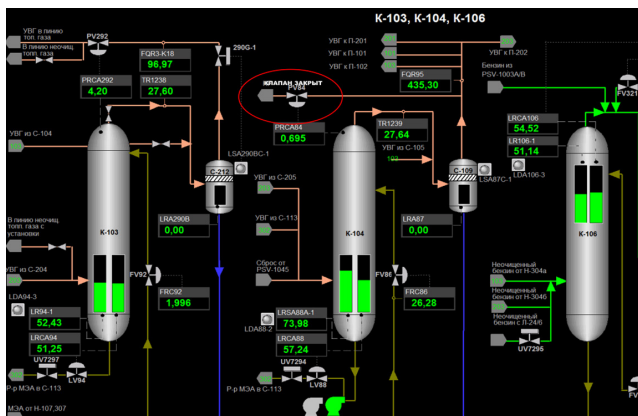 К-103, К-104, К-106
УВГ в линию
топ. газа
В линию неочищ.
топ. газа
PV292
FQR3-K18
96,97
290G-1
PRCA292
4,20
TR1238
27,60
УВГ из С-104
С-212
LSA290BC-1
LRA290B
0,00
К-103
В линию
неочищ.
топл. газа с
установки
УВГ из С-204
LDA94-3
FV92
FRC92
1,996
LR94-1
52,43
LRCA94
51,25
UV7297
LV94
Р-р МЭА в С-113
МЭА от Н-107,307
УВГ к П-201
УВГ к П-101
УВГ к П-102
УВГ к П-202
КЛАПАН ЗАКРЫТ
PV84
FQR95
435,30
PRCA84
0,695
TR1239
27,64
УВГ из С-105
103
С-109
LSA87C-1
УВГ из С-205
УВГ из С-113
LRA87
0,00
К-104
Сброс от
PSV-1045
FV86
FRC86
26,28
LRSA88A-1
73,98
LDA88-2
LRCA88
57,24
UV7294
LV88
Р-р МЭА в С-113
Бензин из
PSV-1003A/B
FV321
LRCA106
54,52
LR106-1
51,14
LDA106-3
К-106
Неочищенный
бензин от Н-304а
Неочищенный
бензин от Н-304б
Неочищенный
бензин с Л-24/6
UV7295